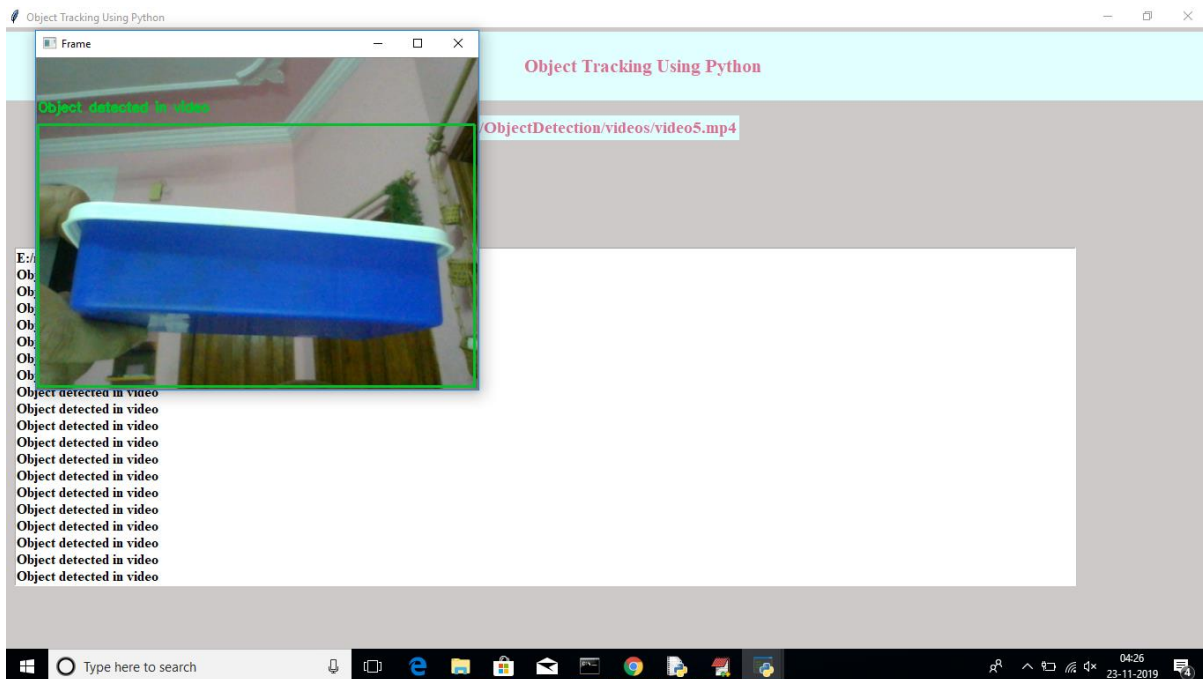 Object Tracking Using Python
Frame
Object Tracking Using Python
Object detected in video
/ObjectDetection/videos/video5.mp4
E:/
Ob
Ob
Ob
Ob
Ob
Ob
Ob
Object detected in video
Object detected in video
Object detected in video
Object detected in video
Object detected in video
Object detected in video
Object detected in video
Object detected in video
Object detected in video
Object detected in video
Object detected in video
Object detected in video
Type here to search
04:26
23-11-2019
4